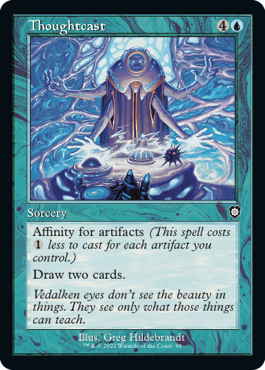 Thoughtcast 4
Sorcery
Affinity for artifacts (This spell costs
1 less to cast for each artifact you
control.)
Draw two cards.
Vedalken eyes don't see the beauty in
things. They see only what those things
can teach.
Illus. Greg Hildebrandt
™ & © 2022 Wizards of the Coast 96